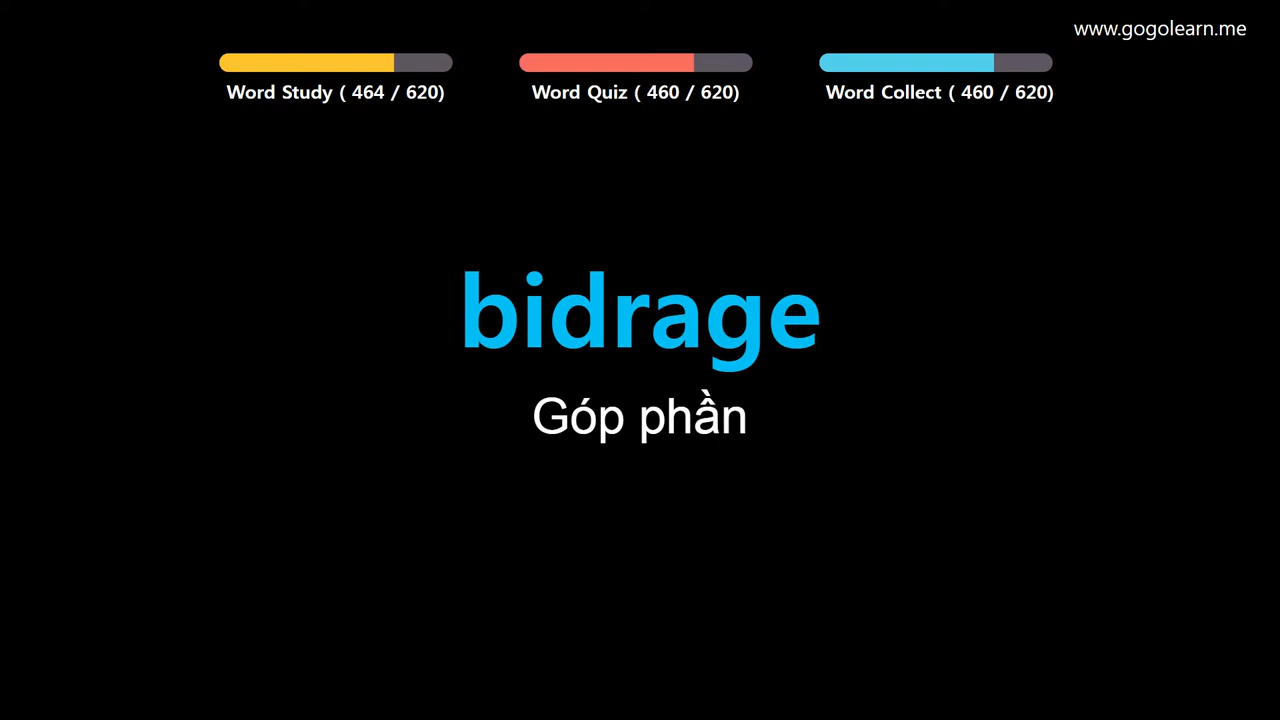 www.gogolearn.me
Word Study ( 464 / 620)
Word Quiz ( 460 / 620)
Word Collect ( 460 / 620)
bidrage
Góp phần